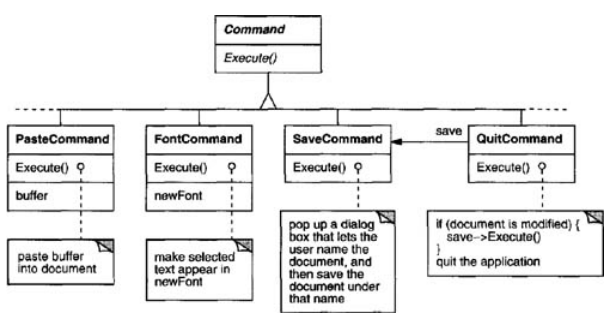 Command
Execute()
PasteCommand
Execute()
buffer
paste buffer
into document
FontCommand
Execute()
newFont
make selected
text appear in
newFont
SaveCommand
Execute()
pop up a dialog
box that lets the
user name the
document, and
then save the
document under
that name
save
QuitCommand
Execute()
if (document is modified) {
save->Execute()
}
quit the application